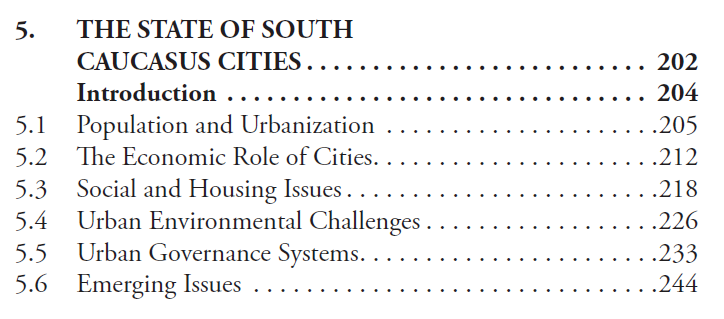 5. THE STATE OF SOUTH
CAUCASUS CITIES . . . . . . . . . . . . . . . . . . . . . . . . . . 202
Introduction . . . . . . . . . . . . . . . . . . . . . . . . . . . . . . . . 204
5.1 Population and Urbanization . . . . . . . . . . . . . . . . . . . . .205
5.2 The Economic Role of Cities. . . . . . . . . . . . . . . . . . . . . .212
5.3 Social and Housing Issues . . . . . . . . . . . . . . . . . . . . . . . .218
5.4 Urban Environmental Challenges . . . . . . . . . . . . . . . . . .226
5.5 Urban Governance Systems. . . . . . . . . . . . . . . . . . . . . . .233
5.6 Emerging Issues . . . . . . . . . . . . . . . . . . . . . . . . . . . . . . .244